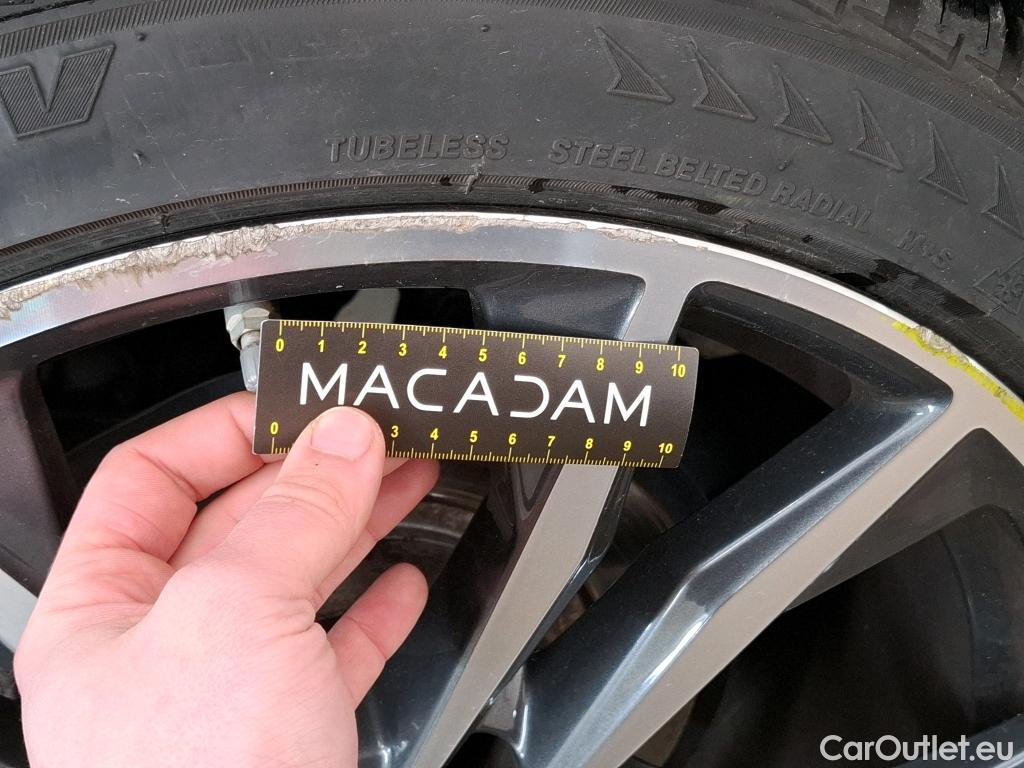 V
TUBELESS STEEL BELTED RADIAL M+S
0 1 2 3 4 5 6 7 8 9 10
MACADAM
0 3 4 5 6 7 8 9 10
CarOutlet.eu